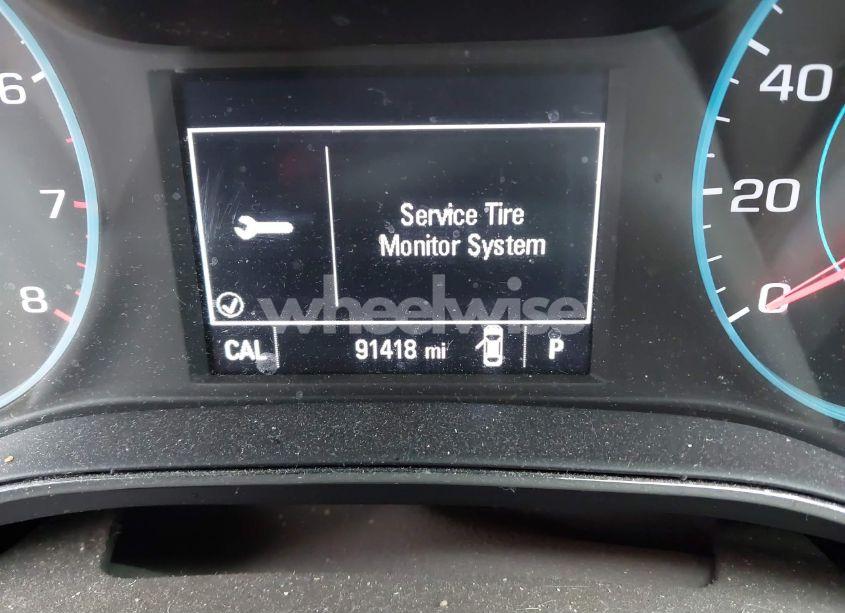 6
7
8
Service Tire
Monitor System
wheelwise
CAL 91418 mi P
40
20
0